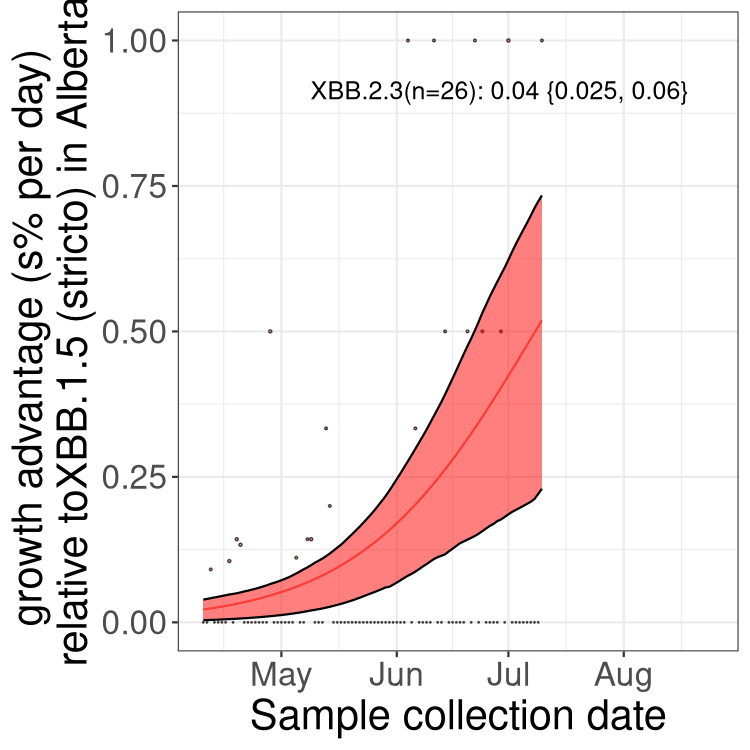 growth advantage (s% per day)
relative toXBB.1.5 (stricto) in Alberta
1.00
0.75
0.50
0.25
0.00
XBB.2.3(n=26): 0.04 {0.025, 0.06}
May Jun Jul Aug
Sample collection date